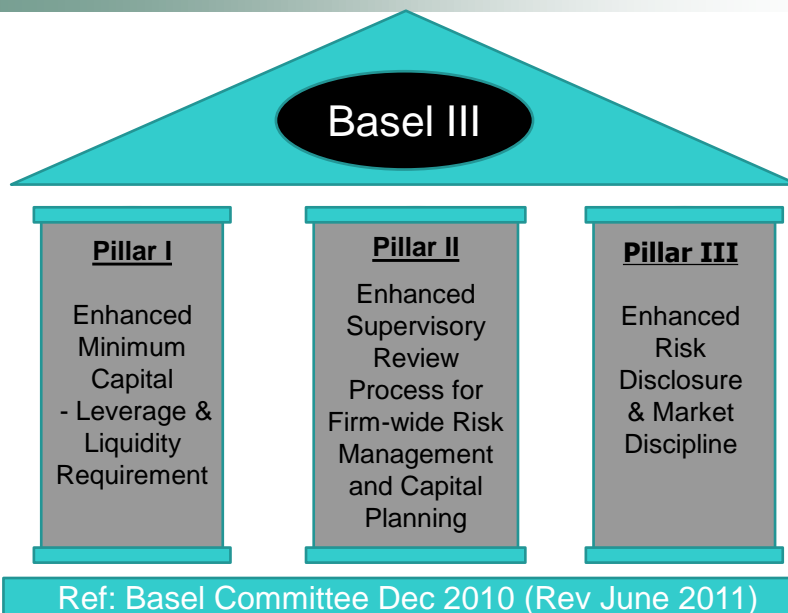 Basel III
Pillar I
Enhanced
Minimum
Capital
- Leverage &
Liquidity
Requirement
Pillar II
Enhanced
Supervisory
Review
Process for
Firm-wide Risk
Management
and Capital
Planning
Pillar III
Enhanced
Risk
Disclosure
& Market
Discipline
Ref: Basel Committee Dec 2010 (Rev June 2011)